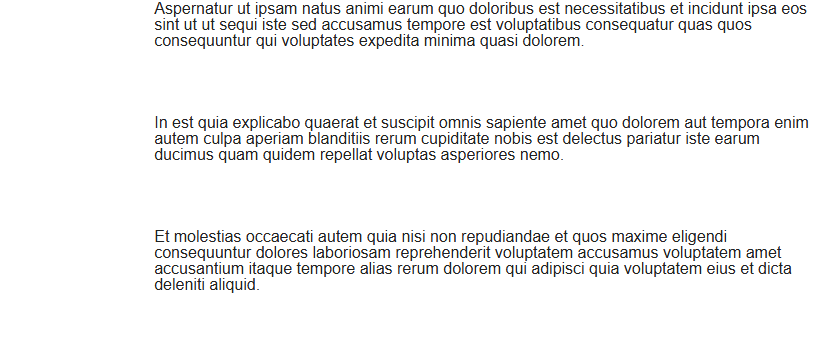 Aspernatur ut ipsam natus animi earum quo doloribus est necessitatibus et incidunt ipsa eos
sint ut ut sequi iste sed accusamus tempore est voluptatibus consequatur quas quos
consequuntur qui voluptates expedita minima quasi dolorem.
In est quia explicabo quaerat et suscipit omnis sapiente amet quo dolorem aut tempora enim
autem culpa aperiam blanditiis rerum cupiditate nobis est delectus pariatur iste earum
ducimus quam quidem repellat voluptas asperiores nemo.
Et molestias occaecati autem quia nisi non repudiandae et quos maxime eligendi
consequuntur dolores laboriosam reprehenderit voluptatem accusamus voluptatem amet
accusantium itaque tempore alias rerum dolorem qui adipisci quia voluptatem eius et dicta
deleniti aliquid.